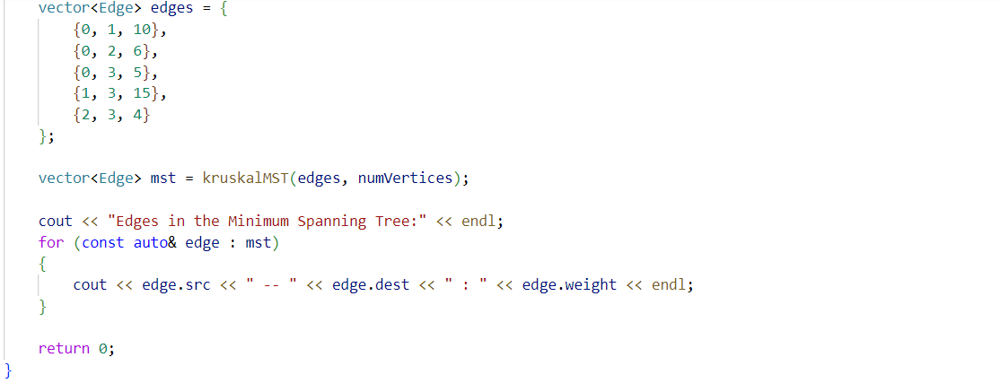 vector<Edge> edges = {
{0, 1, 10},
{0, 2, 6},
{0, 3, 5},
{1, 3, 15},
{2, 3, 4}
};
vector<Edge> mst = kruskalMST(edges, numVertices);
cout << "Edges in the Minimum Spanning Tree:" << endl;
for (const auto& edge : mst)
{
cout << edge.src << " -- " << edge.dest << " : " << edge.weight << endl;
}
return 0;
}